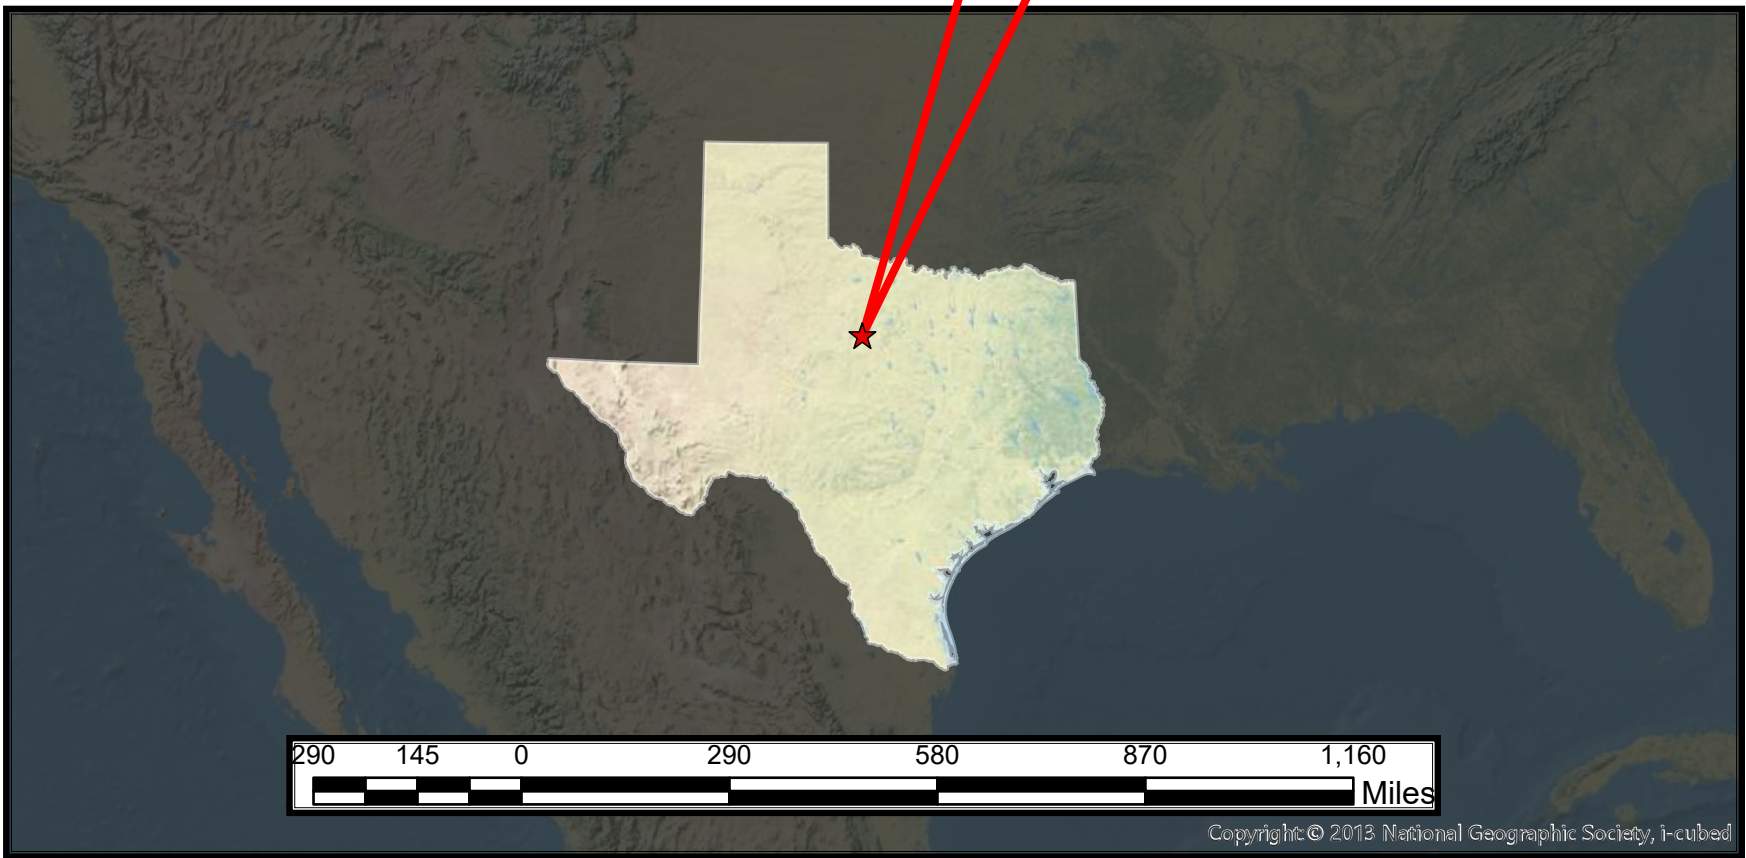 290 145 0 290 580 870 1,160
Miles
Copyright:© 2013 National Geographic Society, i-cubed